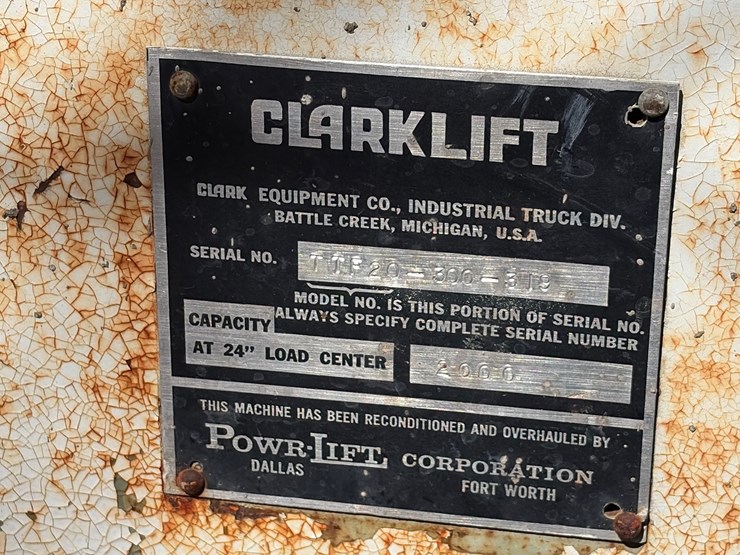 CLARKLIFT
CLARK EQUIPMENT CO., INDUSTRIAL TRUCK DIV.
BATTLE CREEK, MICHIGAN, U.S.A.
SERIAL NO.
MODEL NO. IS THIS PORTION OF SERIAL NO.
ALWAYS SPECIFY COMPLETE SERIAL NUMBER
CAPACITY
AT 24" LOAD CENTER 2000
THIS MACHINE HAS BEEN RECONDITIONED AND OVERHAULED BY
POWR-LIFT CORPORATION
DALLAS FORT WORTH